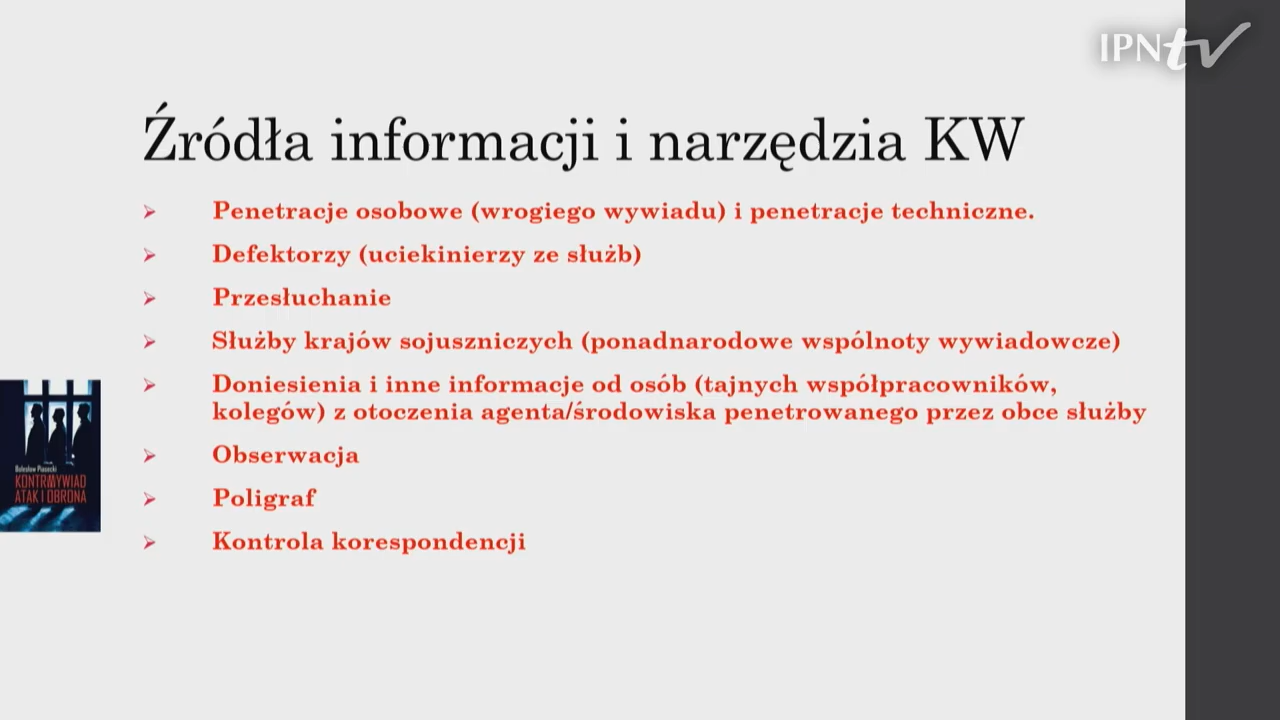 IPNtv
Źródła informacji i narzędzia KW
Penetracje osobowe (wrogiego wywiadu) i penetracje techniczne.
Defektorzy (uciekinierzy ze służb)
Przesłuchanie
Służby krajów sojuszniczych (ponadnarodowe wspólnoty wywiadowcze)
Doniesienia i inne informacje od osób (tajnych współpracowników,
kolegów) z otoczenia agenta/środowiska penetrowanego przez obce służby
Obserwacja
Poligraf
Kontrola korespondencji
Bolesław Piasecki
KONTRWYWIAD
ATAK I OBRONA